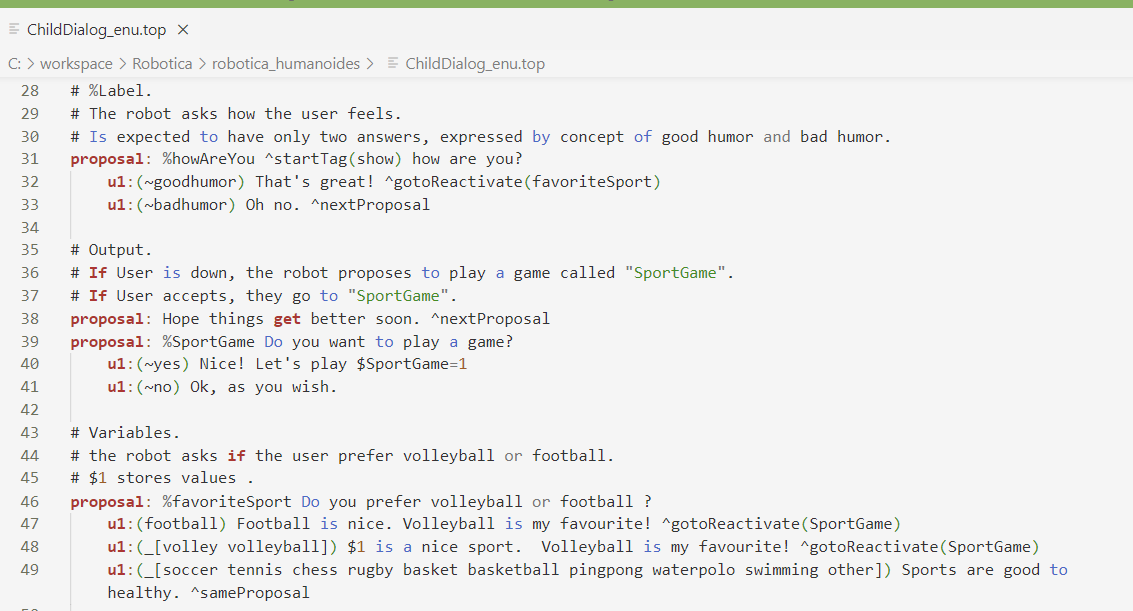 ChildDialog_enu.top ×
C: > workspace > Robotica > robotica_humanoides > ChildDialog_enu.top
28 # %Label.
29 # The robot asks how the user feels.
30 # Is expected to have only two answers, expressed by concept of good humor and bad humor.
31 proposal: %howAreYou ^startTag(show) how are you?
32 u1:(~goodhumor) That's great! ^gotoReactivate(favoriteSport)
33 u1:(~badhumor) Oh no. ^nextProposal
34
35 # Output.
36 # If User is down, the robot proposes to play a game called "SportGame".
37 # If User accepts, they go to "SportGame".
38 proposal: Hope things get better soon. ^nextProposal
39 proposal: %SportGame Do you want to play a game?
40 u1:(~yes) Nice! Let's play $SportGame=1
41 u1:(~no) Ok, as you wish.
42
43 # Variables.
44 # the robot asks if the user prefer volleyball or football.
45 # $1 stores values .
46 proposal: %favoriteSport Do you prefer volleyball or football ?
47 u1:(football) Football is nice. Volleyball is my favourite! ^gotoReactivate(SportGame)
48 u1:(_[volley volleyball]) $1 is a nice sport.  Volleyball is my favourite! ^gotoReactivate(SportGame)
49 u1:(_[soccer tennis chess rugby basket basketball pingpong waterpolo swimming other]) Sports are good to
healthy. ^sameProposal